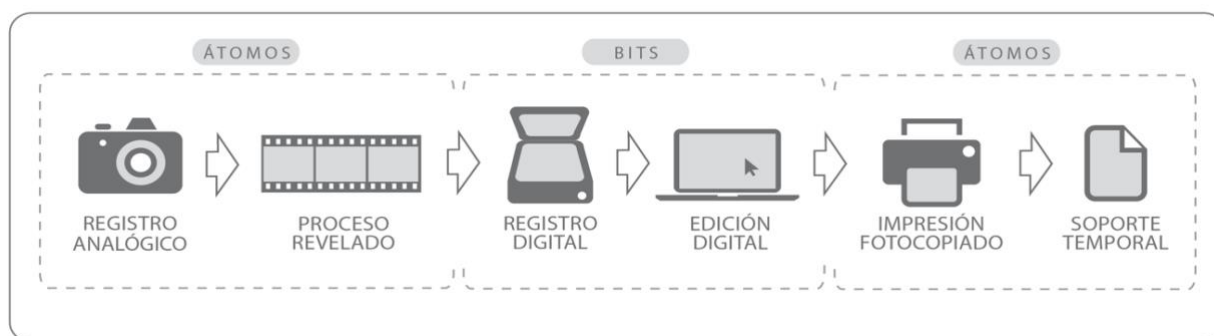 ÁTOMOS
BITS
ÁTOMOS
REGISTRO
ANALÓGICO
PROCESO
REVELADO
REGISTRO
DIGITAL
EDICIÓN
DIGITAL
IMPRESIÓN
FOTOCOPIADO
SOPORTE
TEMPORAL